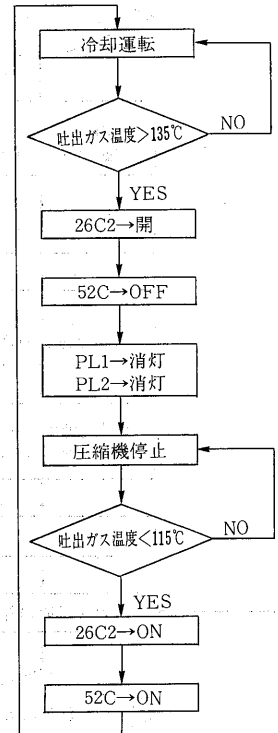 冷却運転
吐出ガス温度>135℃
NO
YES
26C2→開
52C→OFF
PL1→消灯
PL2→消灯
圧縮機停止
吐出ガス温度<115℃
NO
YES
26C2→ON
52C→ON